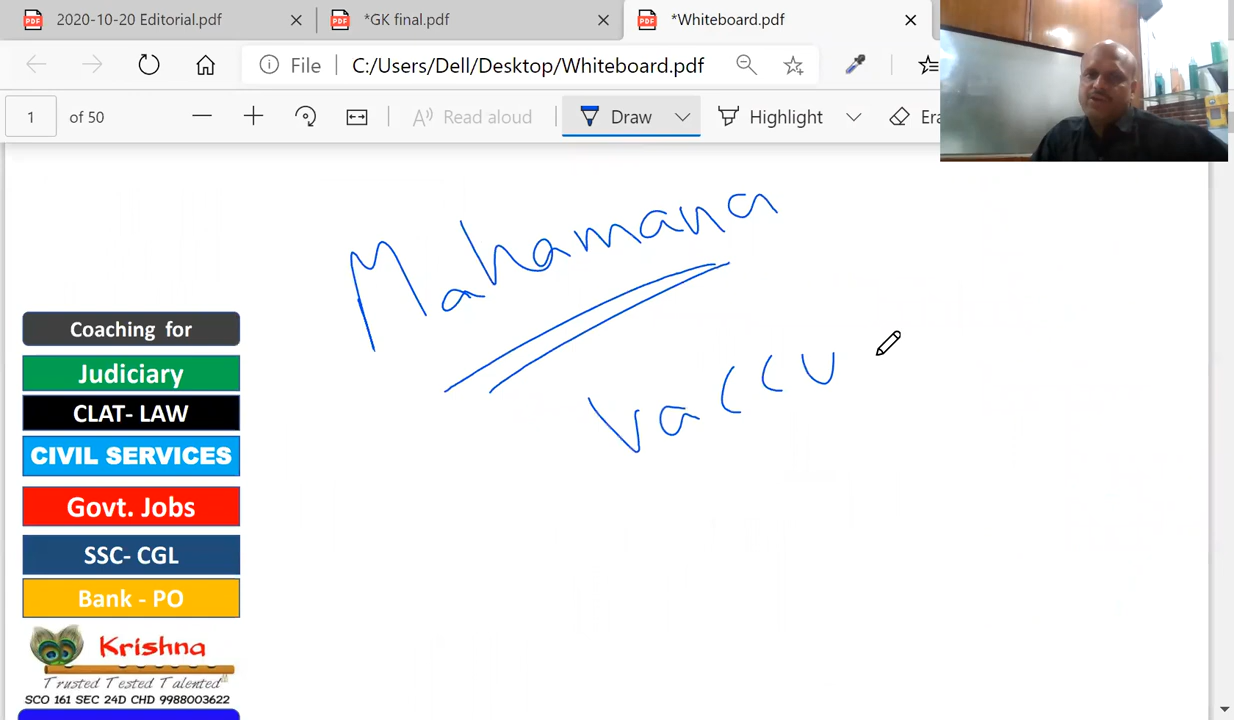 2020-10-20 Editorial.pdf
*GK final.pdf
*Whiteboard.pdf
File
C:/Users/Dell/Desktop/Whiteboard.pdf
1 of 50
Read aloud
Draw
Highlight
Era
Mahamana
Vaccu
Coaching for
Judiciary
CLAT- LAW
CIVIL SERVICES
Govt. Jobs
SSC- CGL
Bank - PO
Krishna
Trusted Tested Talented
SCO 161 SEC 24D CHD 9988003622